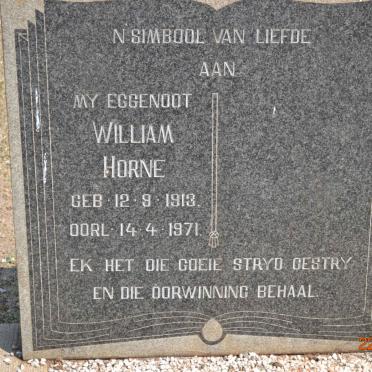 'N SIMBOOL VAN LIEFDE
AAN
MY EGGENOOT
WILLIAM
HORNE
GEB · 12 · 9 · 1913.
OORL · 14 · 4 · 1971.
EK HET DIE GOEIE STRYD GESTRY
EN DIE OORWINNING BEHAAL.
22